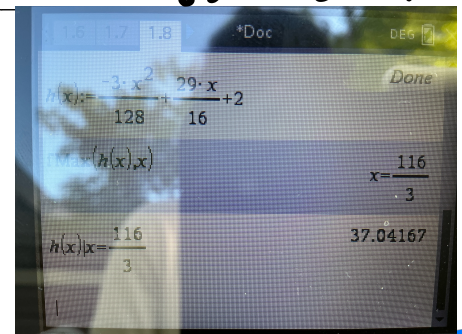 1.6 1.7 1.8 *Doc DEG
h(x):=-3·x²/128+29·x/16+2 Done
(h(x),x) x=116/3
h(x)|x=116/3 37.04167